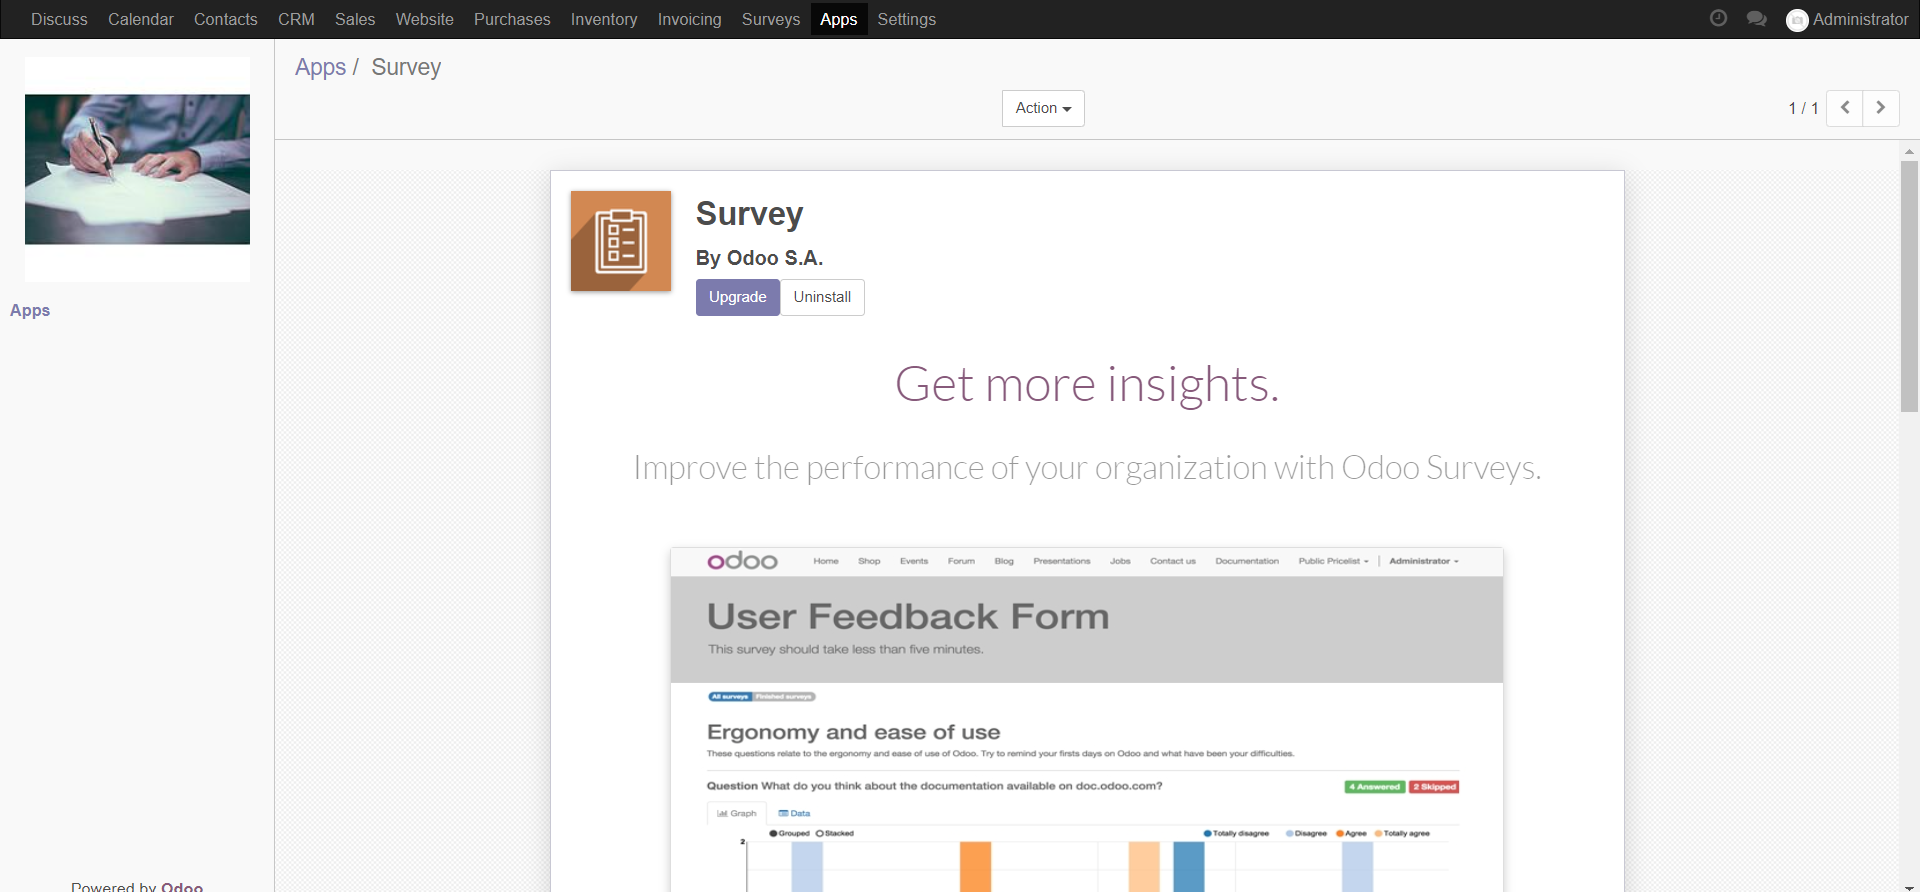 Discuss Calendar Contacts CRM Sales Website Purchases Inventory Invoicing Surveys Apps Settings Administrator
Apps / Survey
Action
1 / 1
Survey
By Odoo S.A.
Upgrade Uninstall
Apps
Get more insights.
Improve the performance of your organization with Odoo Surveys.
odoo Home Shop Events Forum Blog Presentations Jobs Contact us Documentation Public Pricelist Administrator
User Feedback Form
This survey should take less than five minutes.
All surveys Finished surveys
Ergonomy and ease of use
These questions relate to the ergonomy and ease of use of Odoo. Try to remind your firsts days on Odoo and what have been your difficulties.
Question What do you think about the documentation available on doc.odoo.com? 4 Answered 2 Skipped
Graph Data
Grouped Stacked Totally disagree Disagree Agree Totally agree
2
Powered by Odoo